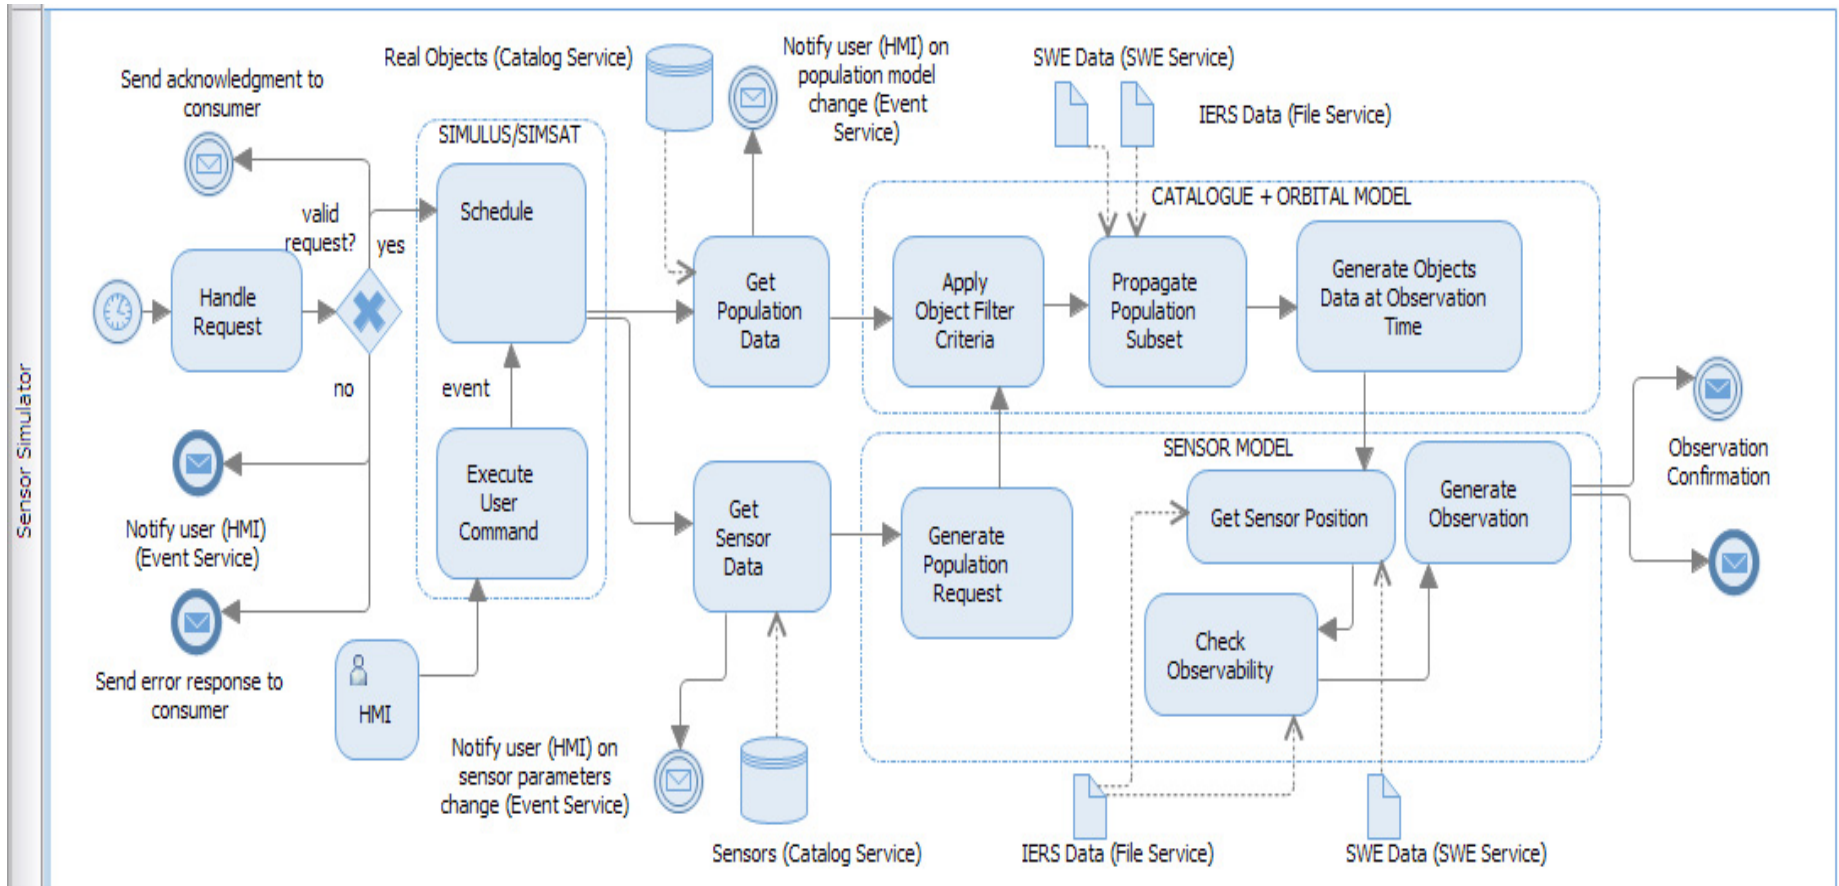 Sensor Simulator
Send acknowledgment to
consumer
valid
request?
yes
no
Handle
Request
Notify user (HMI)
(Event Service)
Send error response to
consumer
SIMULUS/SIMSAT
Schedule
event
Execute
User
Command
HMI
Real Objects (Catalog Service)
Notify user (HMI) on
population model
change (Event
Service)
Get
Population
Data
Get
Sensor
Data
Notify user (HMI) on
sensor parameters
change (Event Service)
Sensors (Catalog Service)
SWE Data (SWE Service)
IERS Data (File Service)
CATALOGUE + ORBITAL MODEL
Apply
Object Filter
Criteria
Propagate
Population
Subset
Generate Objects
Data at Observation
Time
SENSOR MODEL
Generate
Population
Request
Get Sensor Position
Check
Observability
Generate
Observation
Observation
Confirmation
IERS Data (File Service)
SWE Data (SWE Service)